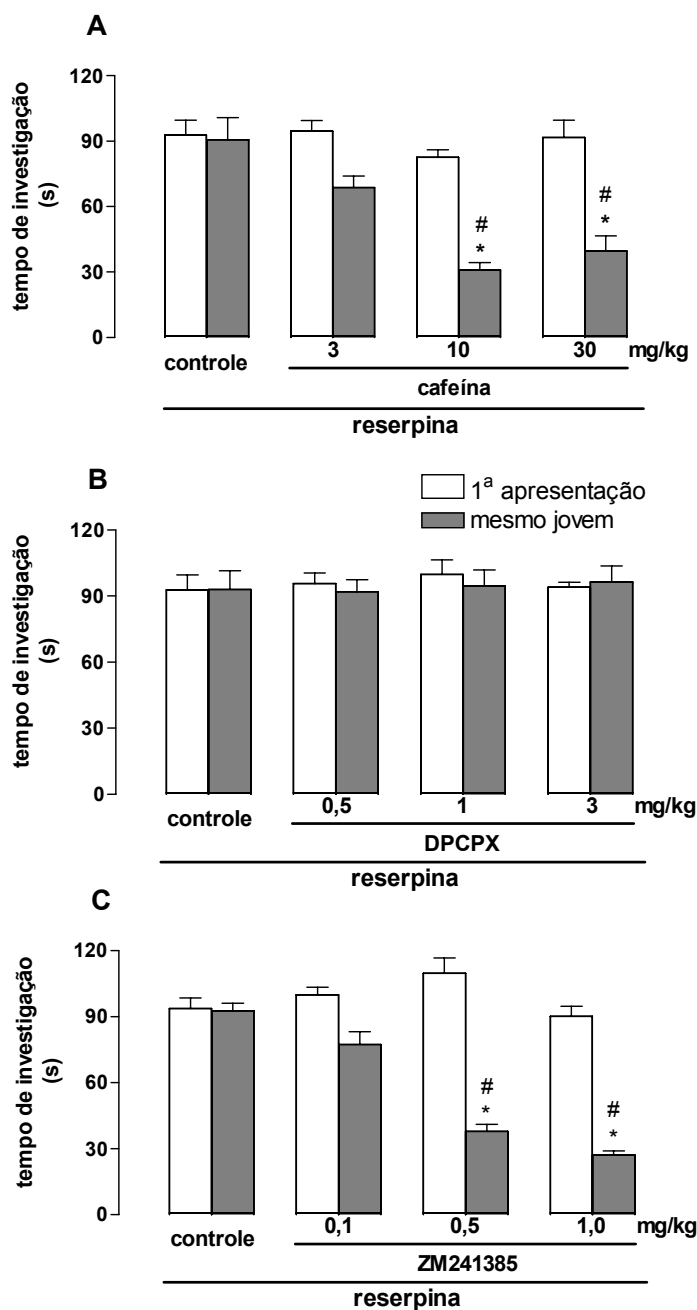 A
tempo de investigação
(s)
120
90
60
30
0
#
*
#
*
controle
3
10
30
mg/kg
cafeína
reserpina
B
1ª apresentação
mesmo jovem
tempo de investigação
(s)
120
90
60
30
0
controle
0,5
1
3
mg/kg
DPCPX
reserpina
C
tempo de investigação
(s)
120
90
60
30
0
#
*
#
*
controle
0,1
0,5
1,0
mg/kg
ZM241385
reserpina